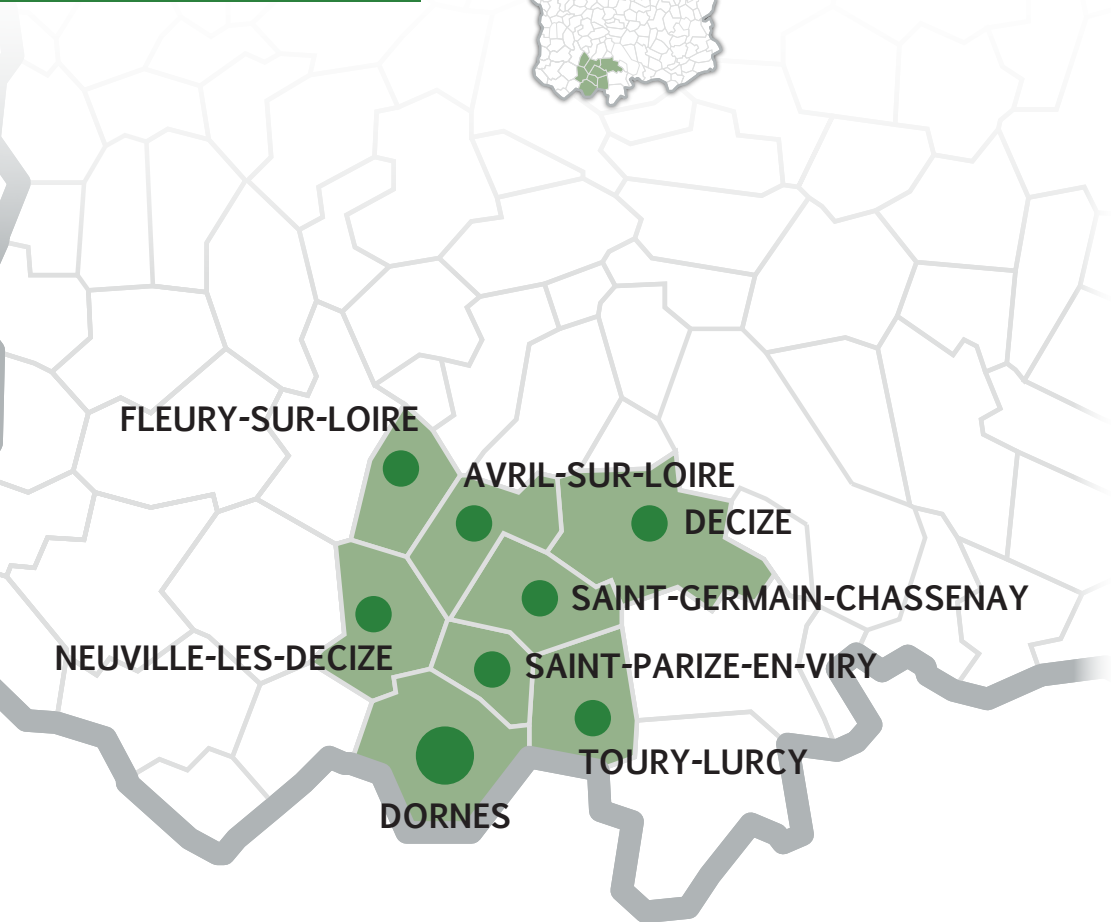 FLEURY-SUR-LOIRE
AVRIL-SUR-LOIRE
DECIZE
SAINT-GERMAIN-CHASSENAY
NEUVILLE-LES-DECIZE
SAINT-PARIZE-EN-VIRY
TOURY-LURCY
DORNES